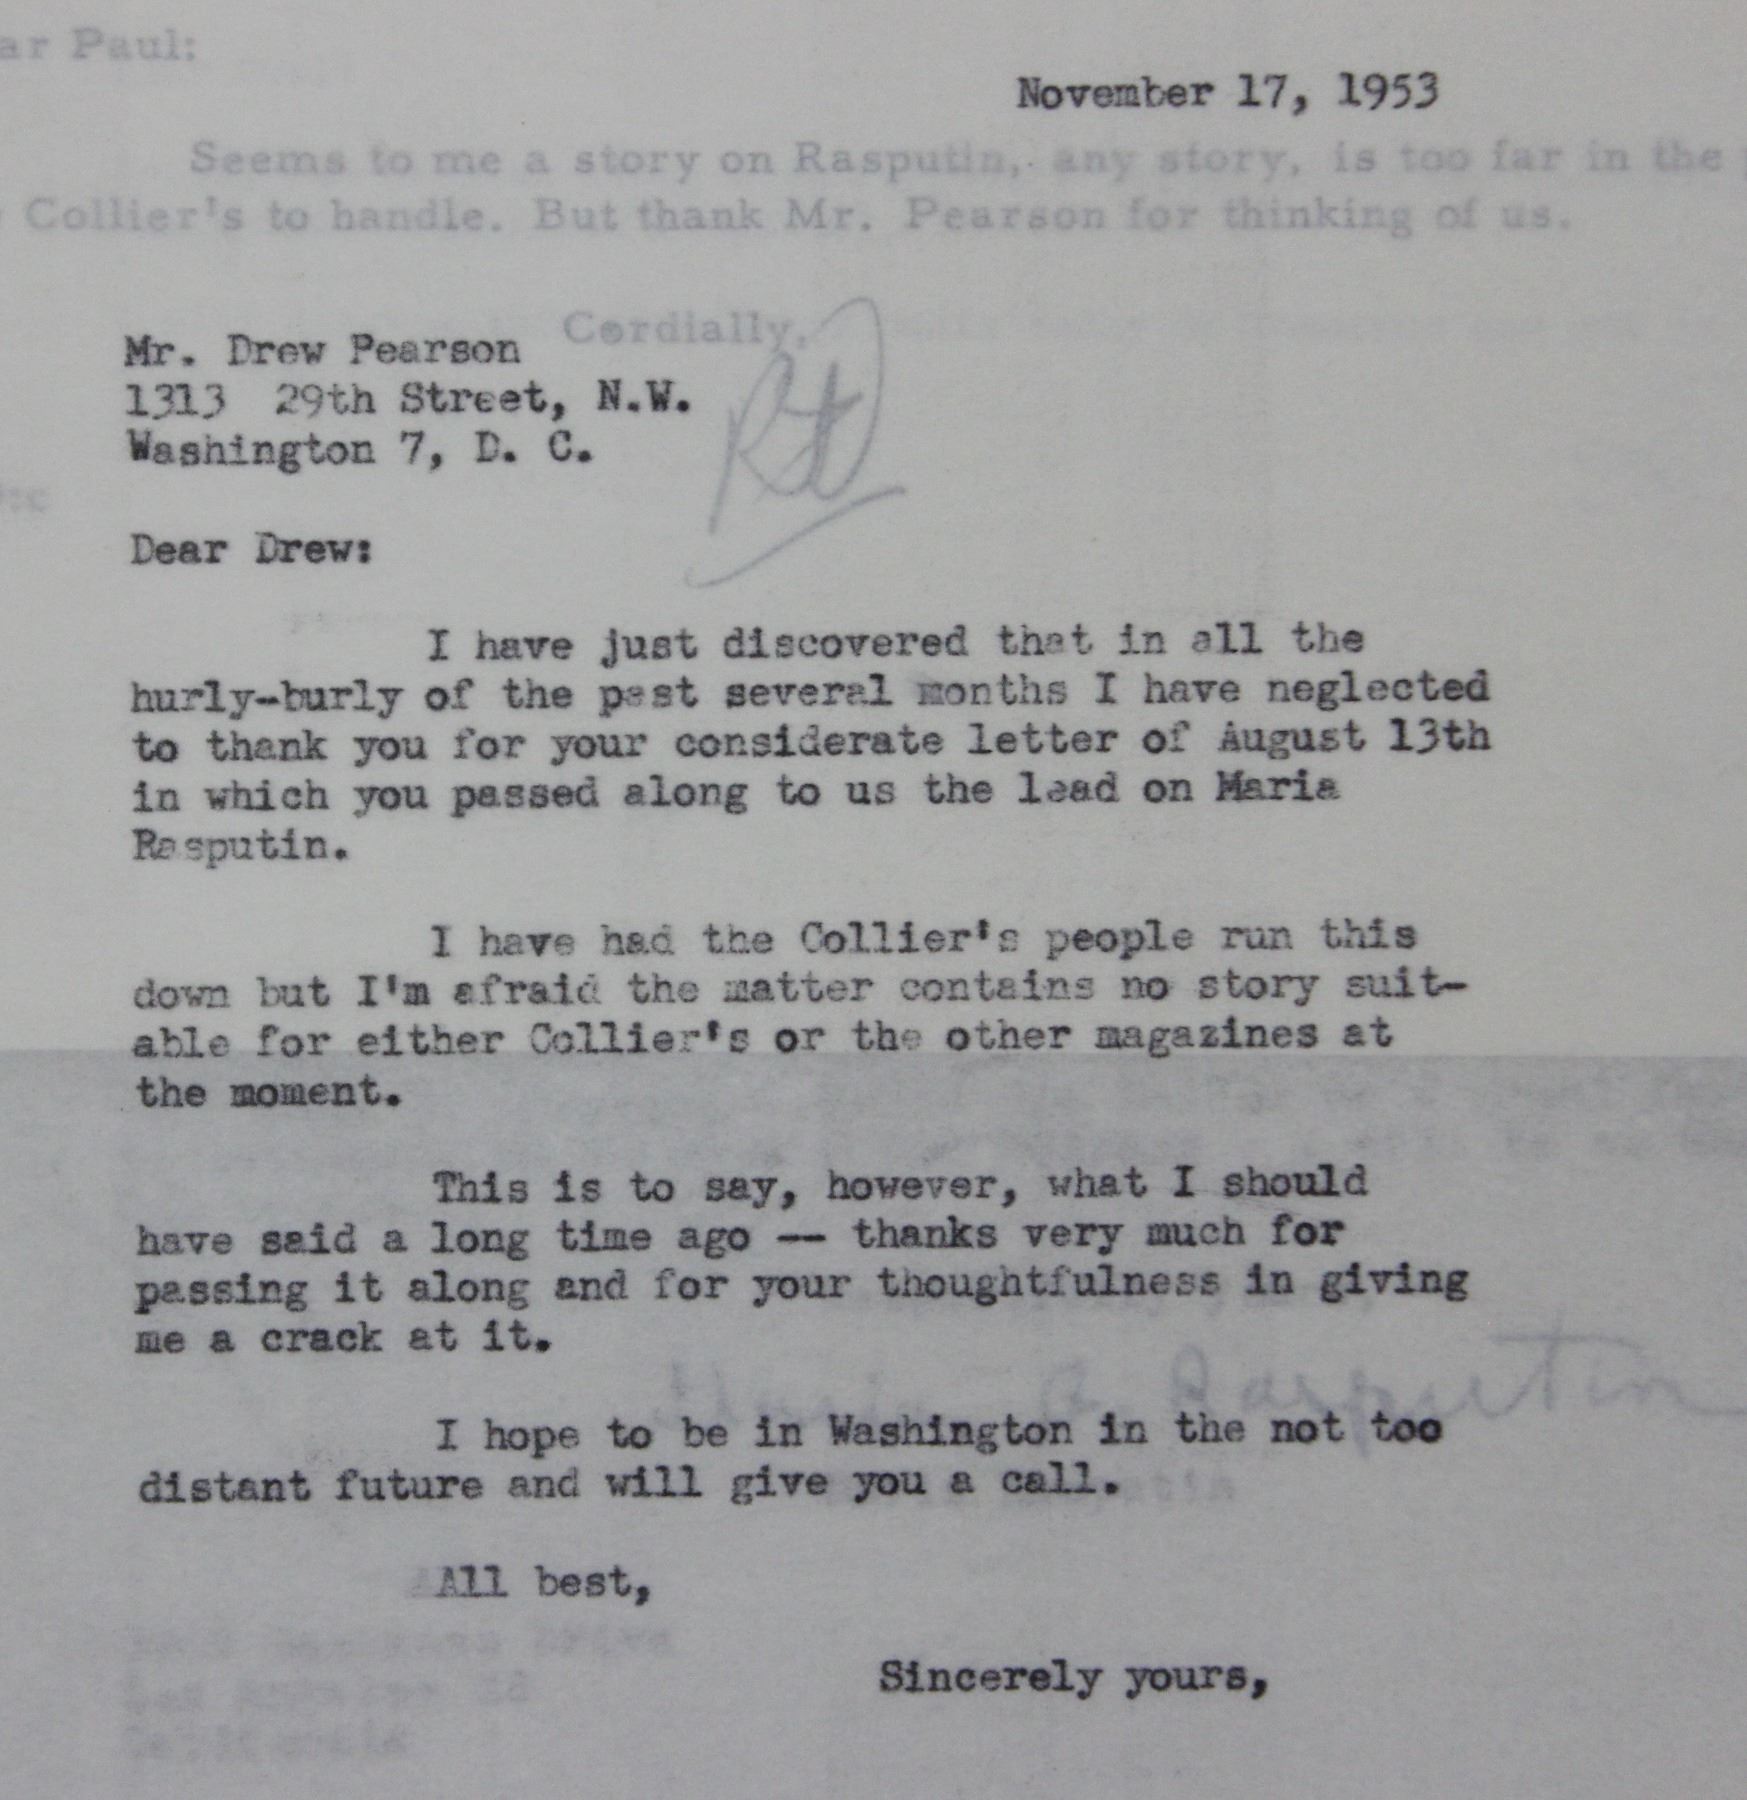 ar Paul:
November 17, 1953
Seems to me a story on Rasputin, any story, is too far in the
Collier's to handle. But thank Mr. Pearson for thinking of us.
Cordially,
Mr. Drew Pearson
1313 29th Street, N.W.
Washington 7, D. C.
Dear Drew:
I have just discovered that in all the
hurly-burly of the past several months I have neglected
to thank you for your considerate letter of August 13th
in which you passed along to us the lead on Maria
Rasputin.
I have had the Collier's people run this
down but I'm afraid the matter contains no story suit-
able for either Collier's or the other magazines at
the moment.
This is to say, however, what I should
have said a long time ago -- thanks very much for
passing it along and for your thoughtfulness in giving
me a crack at it.
Rasputin
I hope to be in Washington in the not too
distant future and will give you a call.
All best,
Sincerely yours,